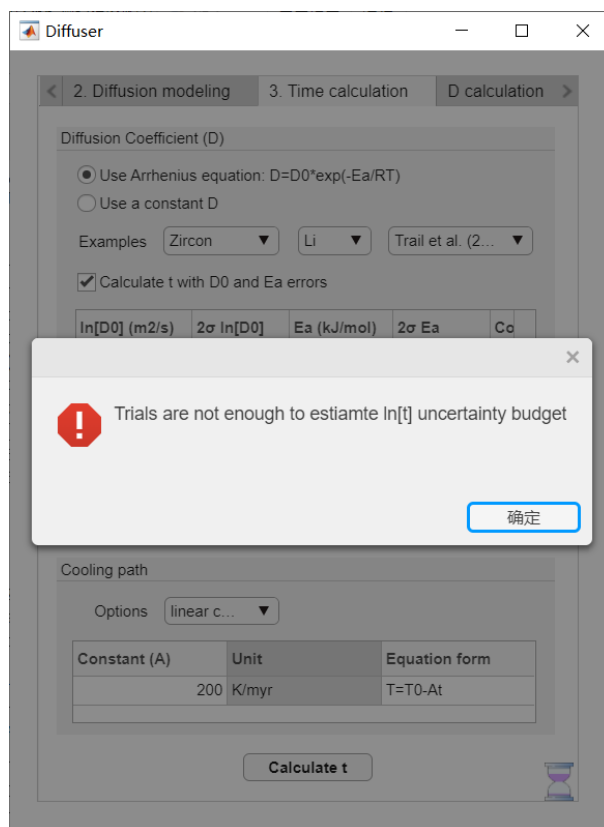 Diffuser
2. Diffusion modeling 3. Time calculation D calculation
Diffusion Coefficient (D)
Use Arrhenius equation: D=D0*exp(-Ea/RT)
Use a constant D
Examples Zircon Li Trail et al. (2...
Calculate t with D0 and Ea errors
ln[D0] (m2/s) 2σ ln[D0] Ea (kJ/mol) 2σ Ea Co
Trials are not enough to estiamte ln[t] uncertainty budget
确定
Cooling path
Options linear c...
Constant (A) Unit Equation form
200 K/myr T=T0-At
Calculate t